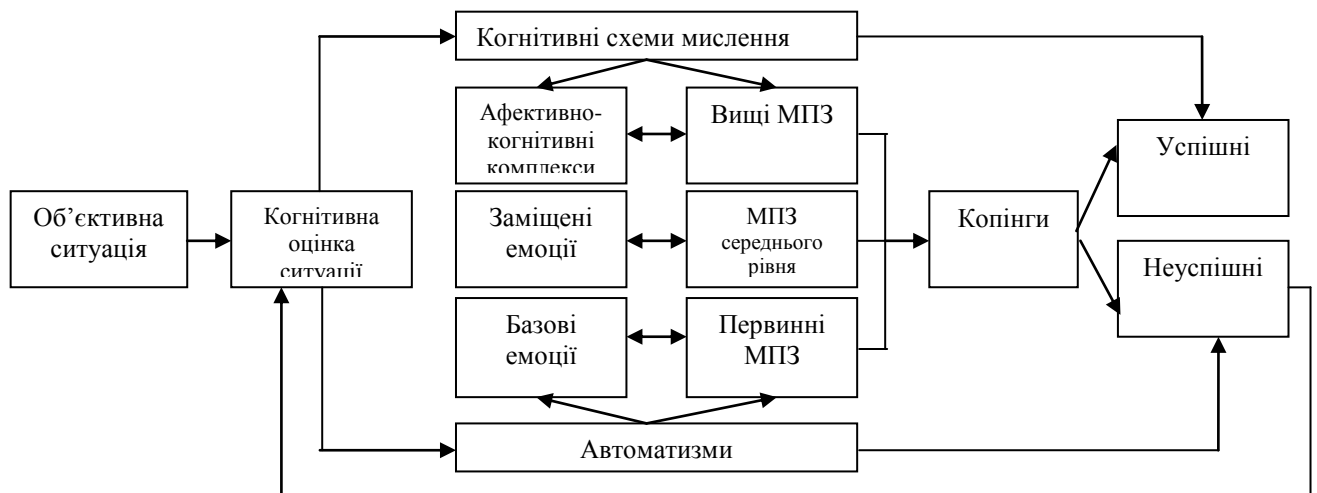 Когнітивні схеми мислення
Афективно-
когнітивні
комплекси
Вищі МПЗ
Успішні
Об’єктивна
ситуація
Когнітивна
оцінка
ситуації
Заміщені
емоції
МПЗ
середнього
рівня
Копінги
Неуспішні
Базові
емоції
Первинні
МПЗ
Автоматизми